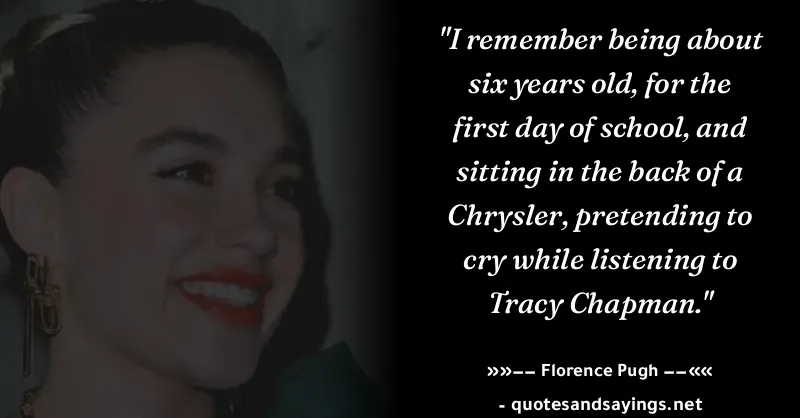 "I remember being about
six years old, for the
first day of school, and
sitting in the back of a
Chrysler, pretending to
cry while listening to
Tracy Chapman."
»»−− Florence Pugh −−««
- quotesandsayings.net